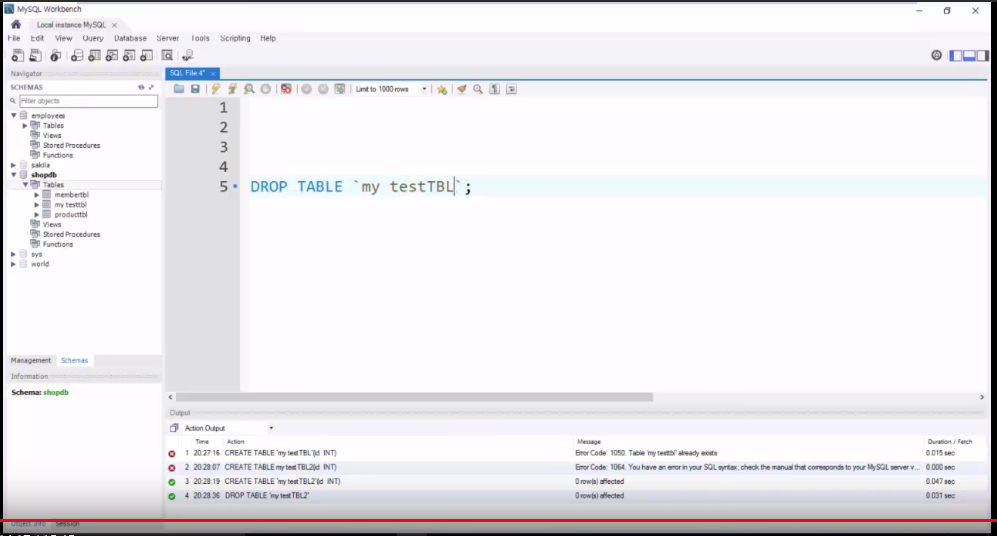 MySQL Workbench
Local instance MySQL ×
File Edit View Query Database Server Tools Scripting Help
Navigator
SCHEMAS
Filter objects
employees
Tables
Views
Stored Procedures
Functions
sakila
shopdb
Tables
membertbl
my testtbl
producttbl
Views
Stored Procedures
Functions
sys
world
Management Schemas
Information
Schema: shopdb
SQL File 4* ×
Limit to 1000 rows
1
2
3
4
5 DROP TABLE `my testTBL`;
Output
Action Output
Time Action Message Duration / Fetch
1 20:27:16 CREATE TABLE `my testTBL`(id INT) Error Code: 1050. Table 'my testtbl' already exists 0.015 sec
2 20:28:07 CREATE TABLE `my testTBL2(id INT) Error Code: 1064. You have an error in your SQL syntax; check the manual that corresponds to your MySQL server v... 0.000 sec
3 20:28:19 CREATE TABLE `my testTBL2`(id INT) 0 row(s) affected 0.047 sec
4 20:28:36 DROP TABLE `my testTBL2` 0 row(s) affected 0.031 sec
Object Info Session